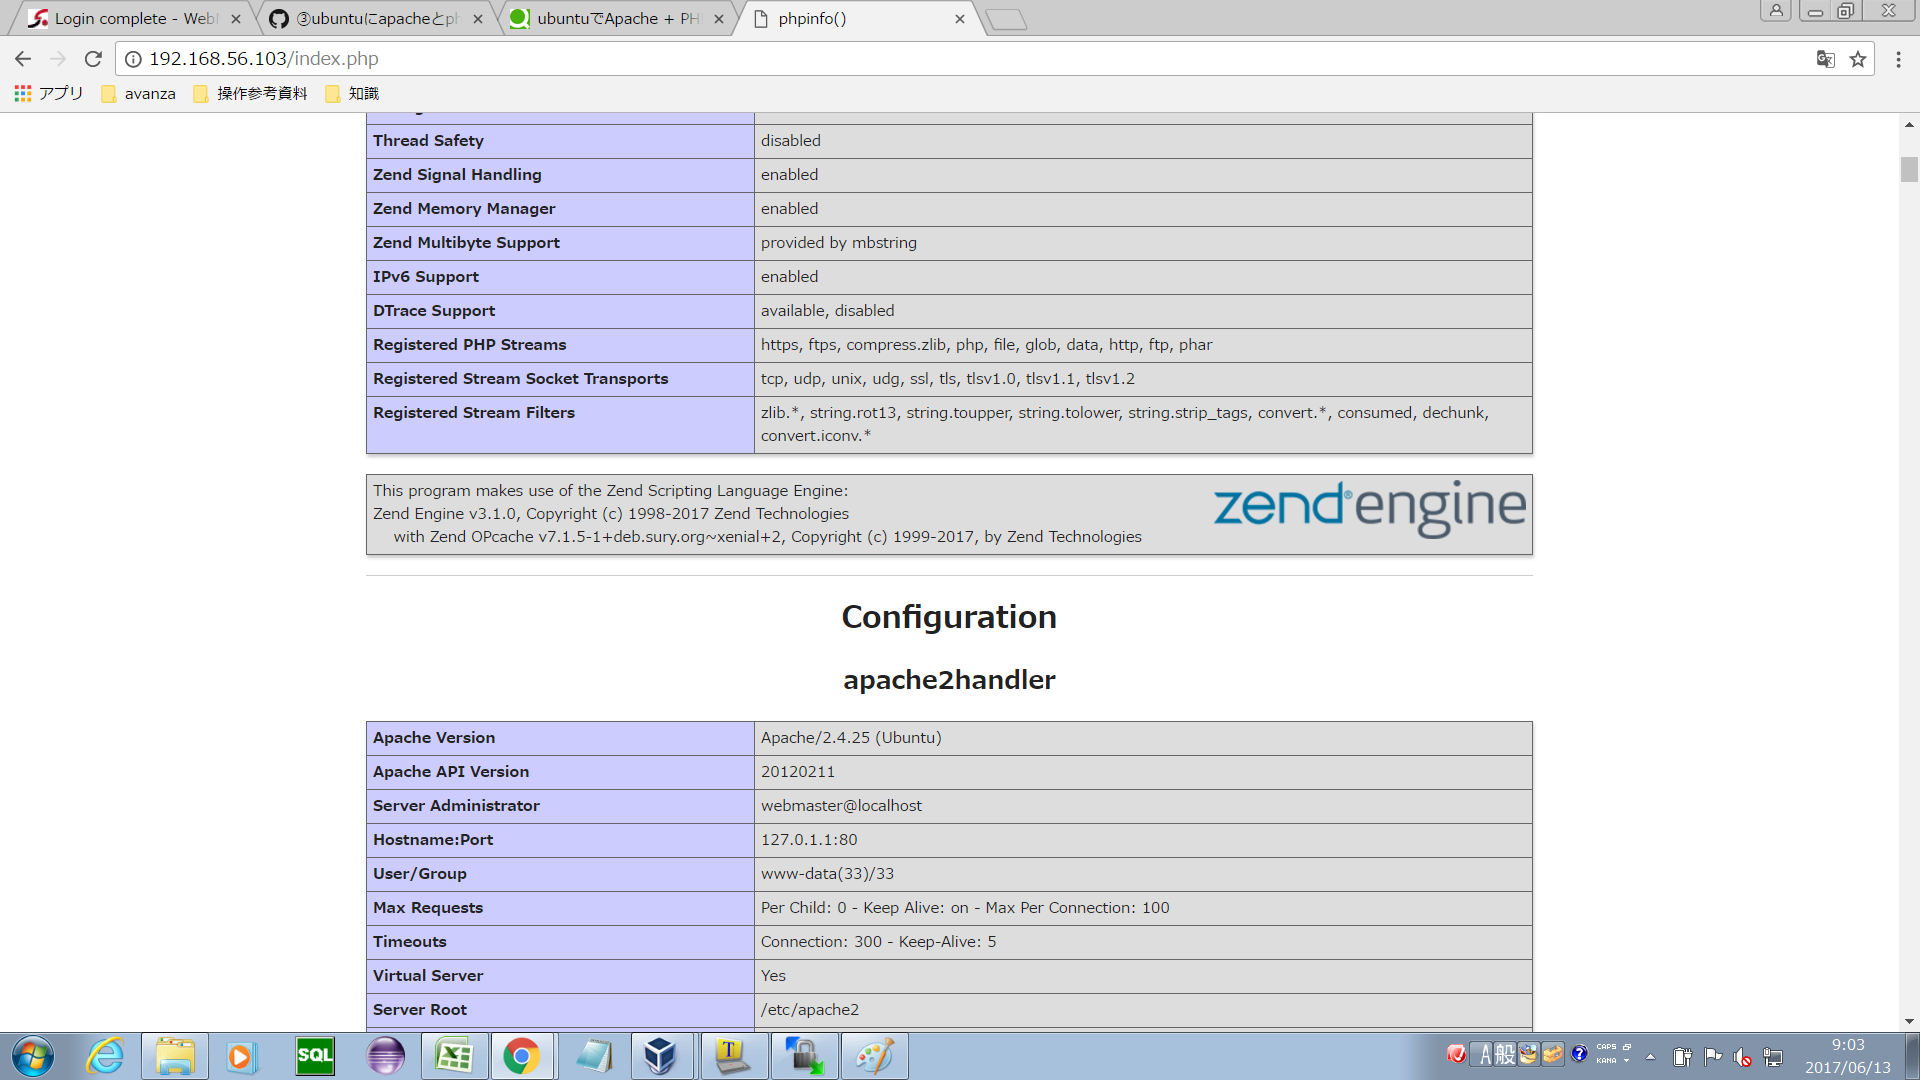 Login complete - Web
③ubuntuにapacheとph
ubuntuでApache + PH
phpinfo()
192.168.56.103/index.php
アプリ avanza 操作参考資料 知識
Thread Safety disabled
Zend Signal Handling enabled
Zend Memory Manager enabled
Zend Multibyte Support provided by mbstring
IPv6 Support enabled
DTrace Support available, disabled
Registered PHP Streams https, ftps, compress.zlib, php, file, glob, data, http, ftp, phar
Registered Stream Socket Transports tcp, udp, unix, udg, ssl, tls, tlsv1.0, tlsv1.1, tlsv1.2
Registered Stream Filters zlib.*, string.rot13, string.toupper, string.tolower, string.strip_tags, convert.*, consumed, dechunk,
convert.iconv.*
This program makes use of the Zend Scripting Language Engine:
Zend Engine v3.1.0, Copyright (c) 1998-2017 Zend Technologies
with Zend OPcache v7.1.5-1+deb.sury.org~xenial+2, Copyright (c) 1999-2017, by Zend Technologies
zend®engine
Configuration
apache2handler
Apache Version Apache/2.4.25 (Ubuntu)
Apache API Version 20120211
Server Administrator webmaster@localhost
Hostname:Port 127.0.1.1:80
User/Group www-data(33)/33
Max Requests Per Child: 0 - Keep Alive: on - Max Per Connection: 100
Timeouts Connection: 300 - Keep-Alive: 5
Virtual Server Yes
Server Root /etc/apache2
SQL
A 般
CAPS
KANA
9:03
2017/06/13